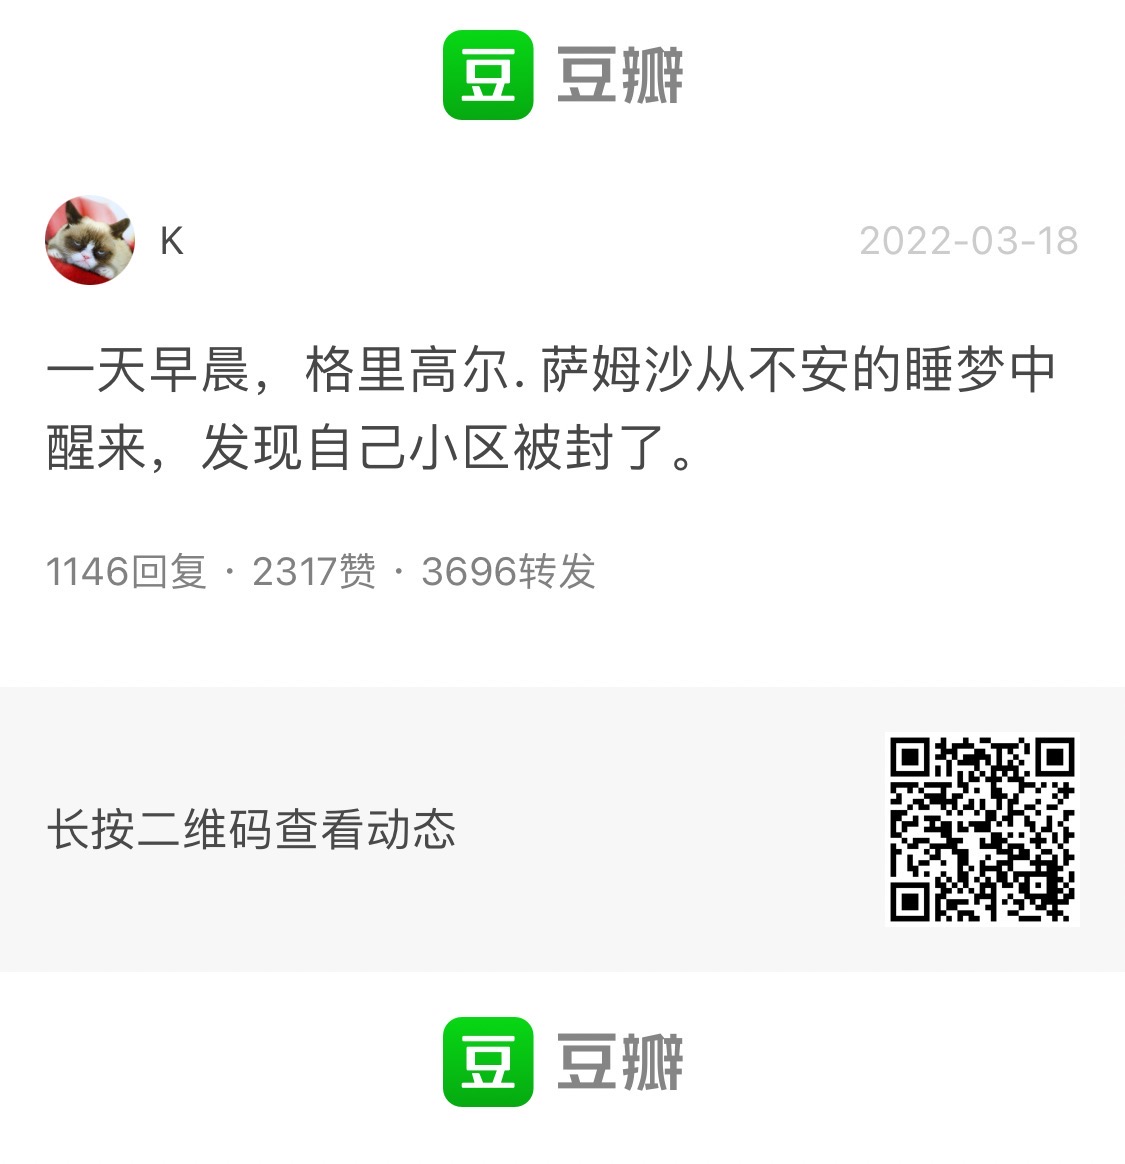 豆 豆瓣
K 2022-03-18
一天早晨，格里高尔. 萨姆沙从不安的睡梦中
醒来，发现自己小区被封了。
1146回复 · 2317赞 · 3696转发
长按二维码查看动态
豆 豆瓣